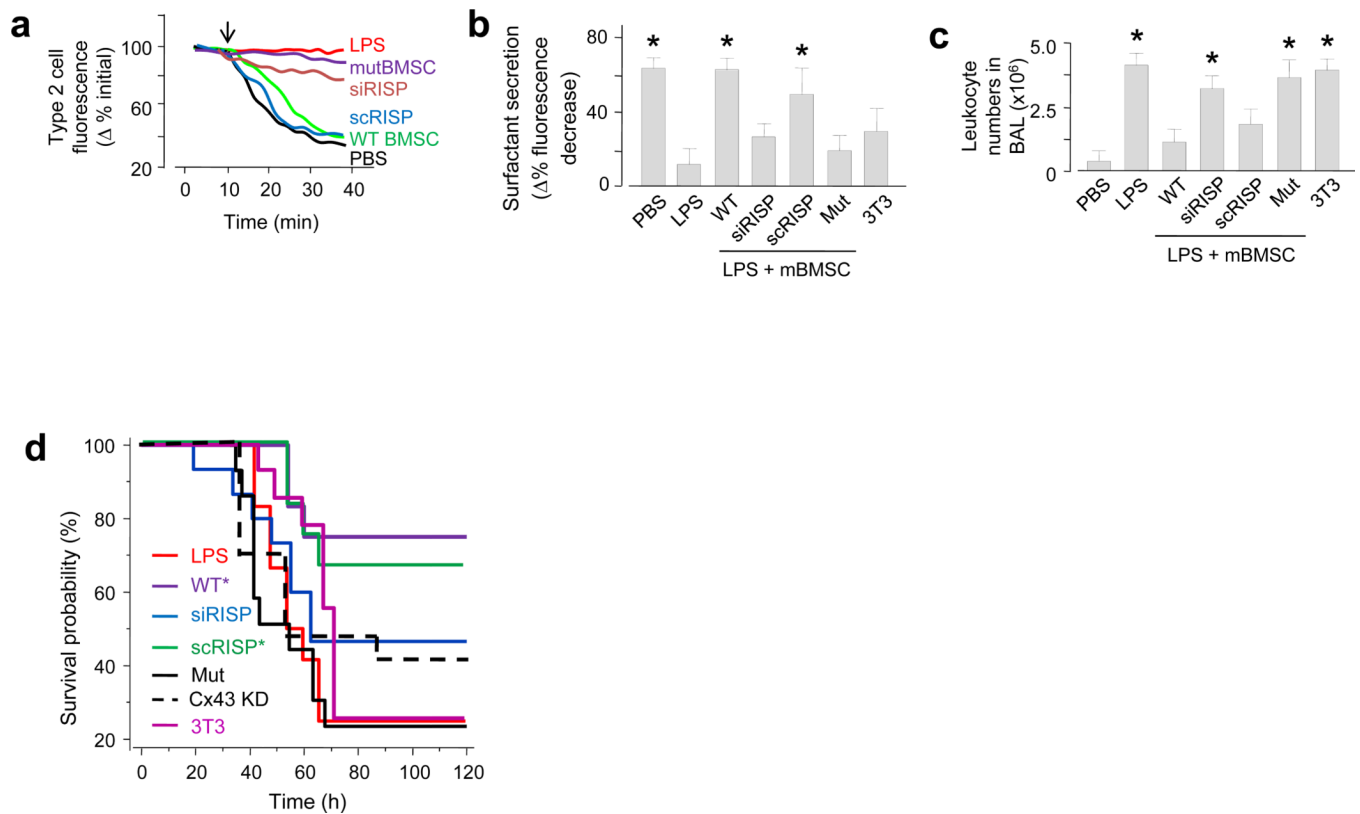 a
Type 2 cell
fluorescence
(Δ % initial)
100
60
20
0 10 20 30 40
Time (min)
LPS
mutBMSC
siRISP
scRISP
WT BMSC
PBS
b
Surfactant secretion
(Δ% fluorescence
decrease)
80
40
0
* * *
PBS LPS WT siRISP scRISP Mut 3T3
LPS + mBMSC
c
Leukocyte
numbers in
BAL (x10⁶)
5.0
2.5
0
* * * *
PBS LPS WT siRISP scRISP Mut 3T3
LPS + mBMSC
d
Survival probability (%)
100
80
60
40
20
LPS
WT*
siRISP
scRISP*
Mut
Cx43 KD
3T3
0 20 40 60 80 100 120
Time (h)